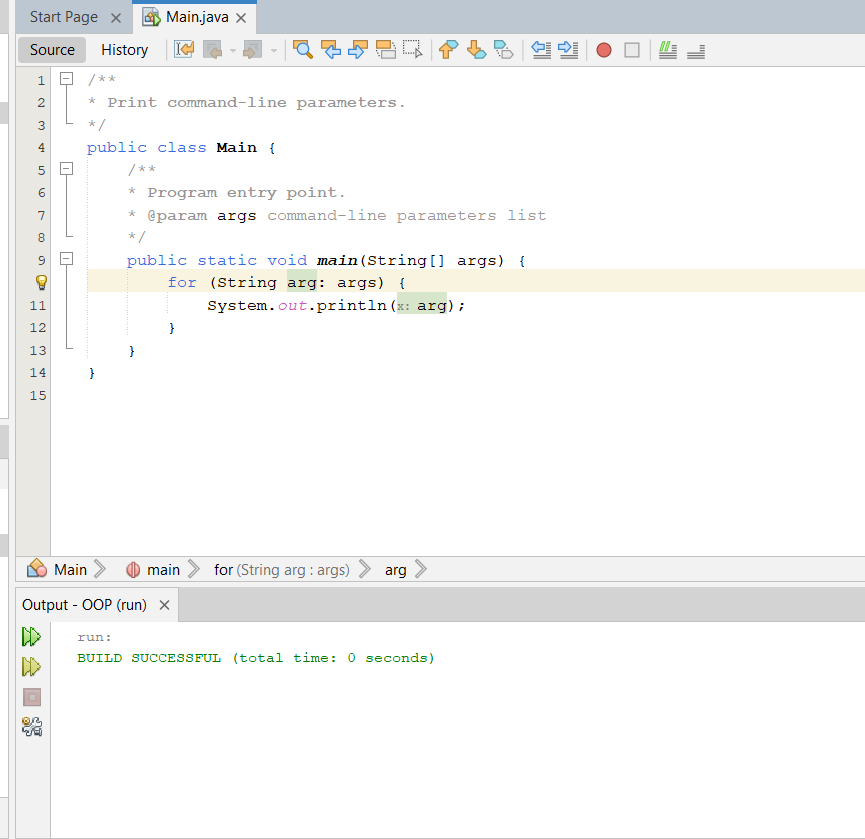 Start Page
Main.java
Source History
1 /**
2 * Print command-line parameters.
3 */
4 public class Main {
5 /**
6 * Program entry point.
7 * @param args command-line parameters list
8 */
9 public static void main(String[] args) {
for (String arg: args) {
11 System.out.println(x: arg);
12 }
13 }
14 }
15
Main main for (String arg : args) arg
Output - OOP (run)
run:
BUILD SUCCESSFUL (total time: 0 seconds)